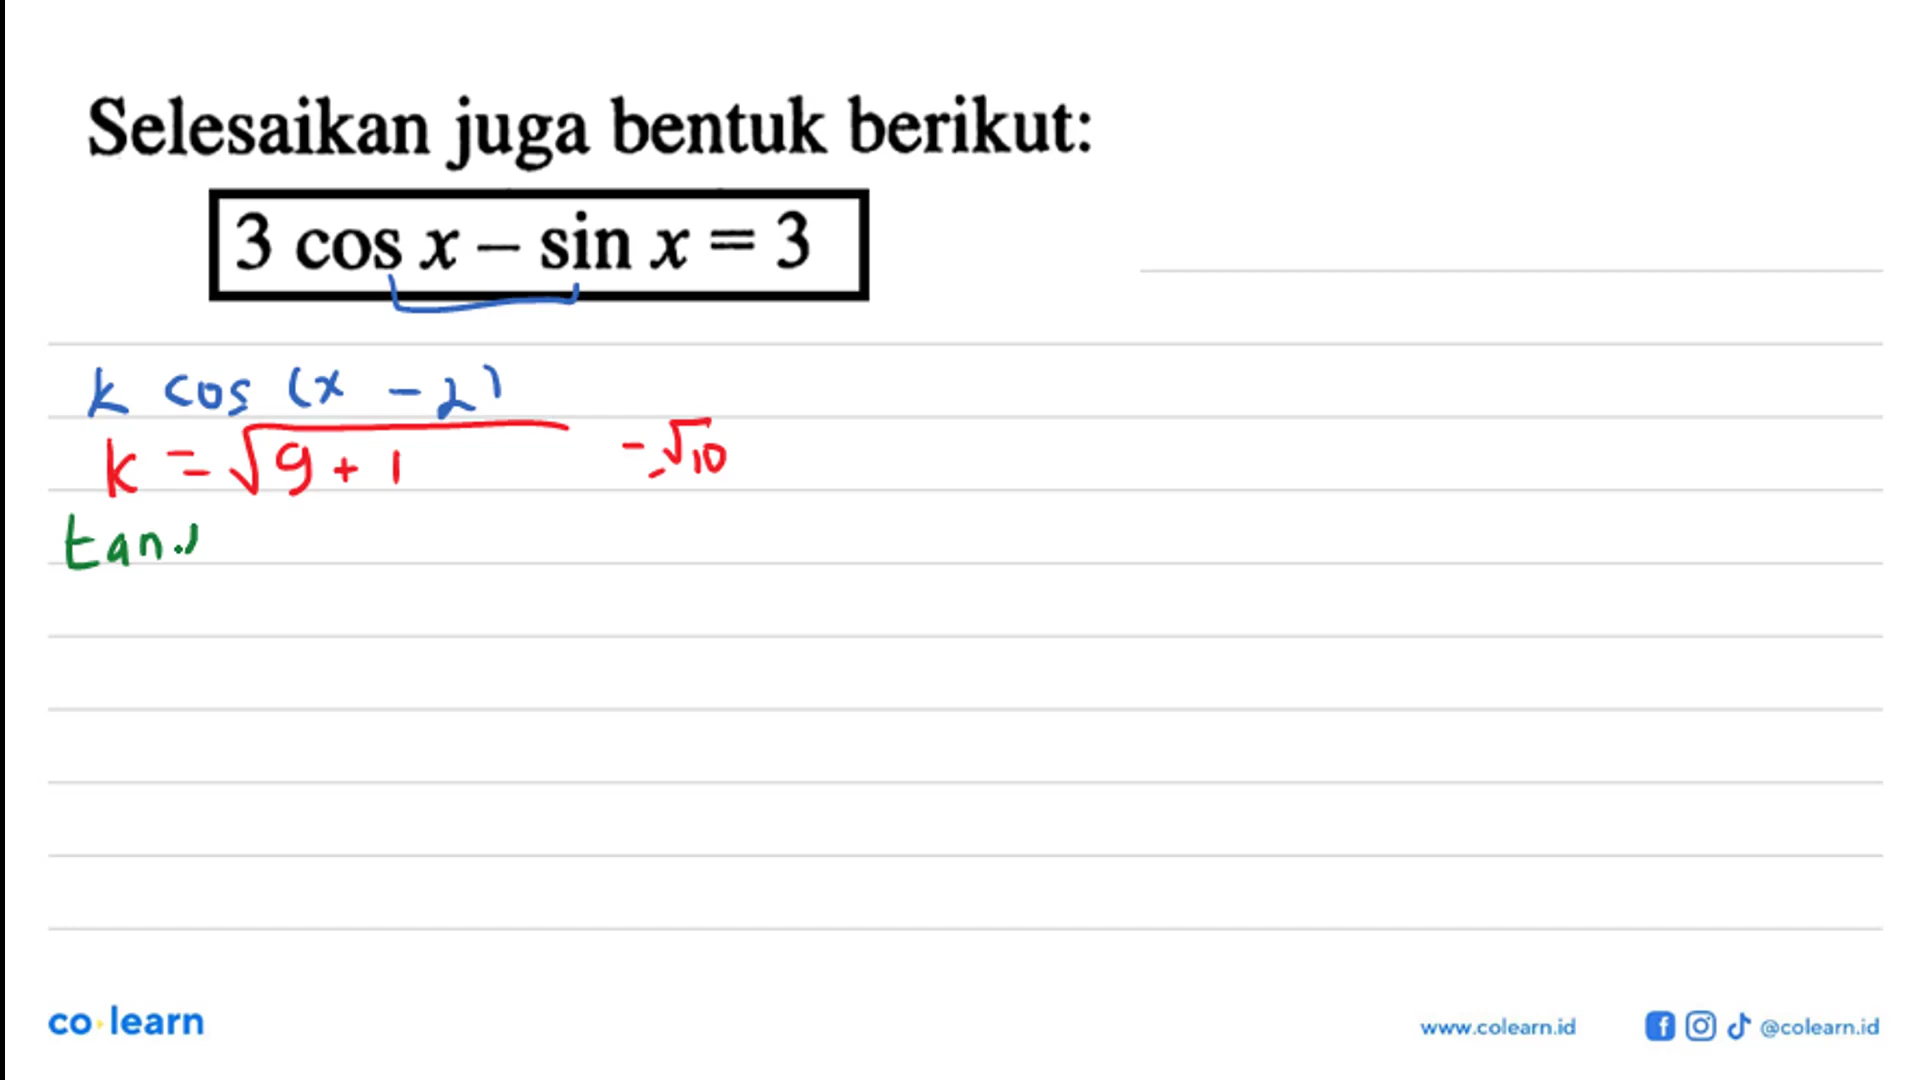 Selesaikan juga bentuk berikut:
3 cos x – sin x = 3
k cos (x - 2)
k = √9 + 1 = √10
tan
co learn
www.colearn.id @colearn.id